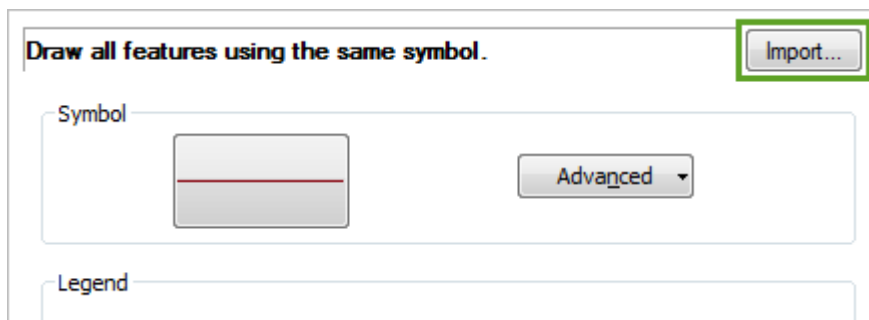 Draw all features using the same symbol.
Import...
Symbol
Advanced
Legend